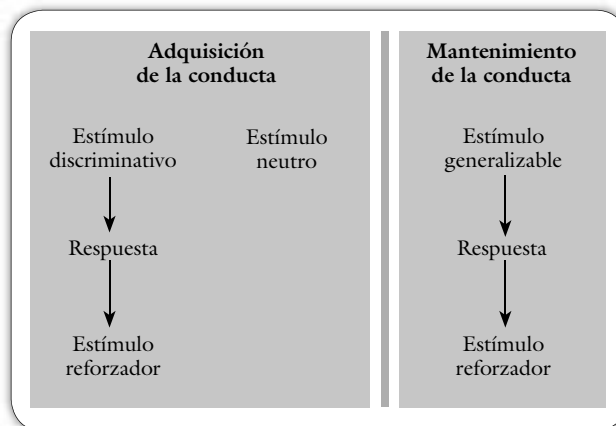 Adquisición
de la conducta
Estímulo
discriminativo
Estímulo
neutro
Respuesta
Estímulo
reforzador
Mantenimiento
de la conducta
Estímulo
generalizable
Respuesta
Estímulo
reforzador